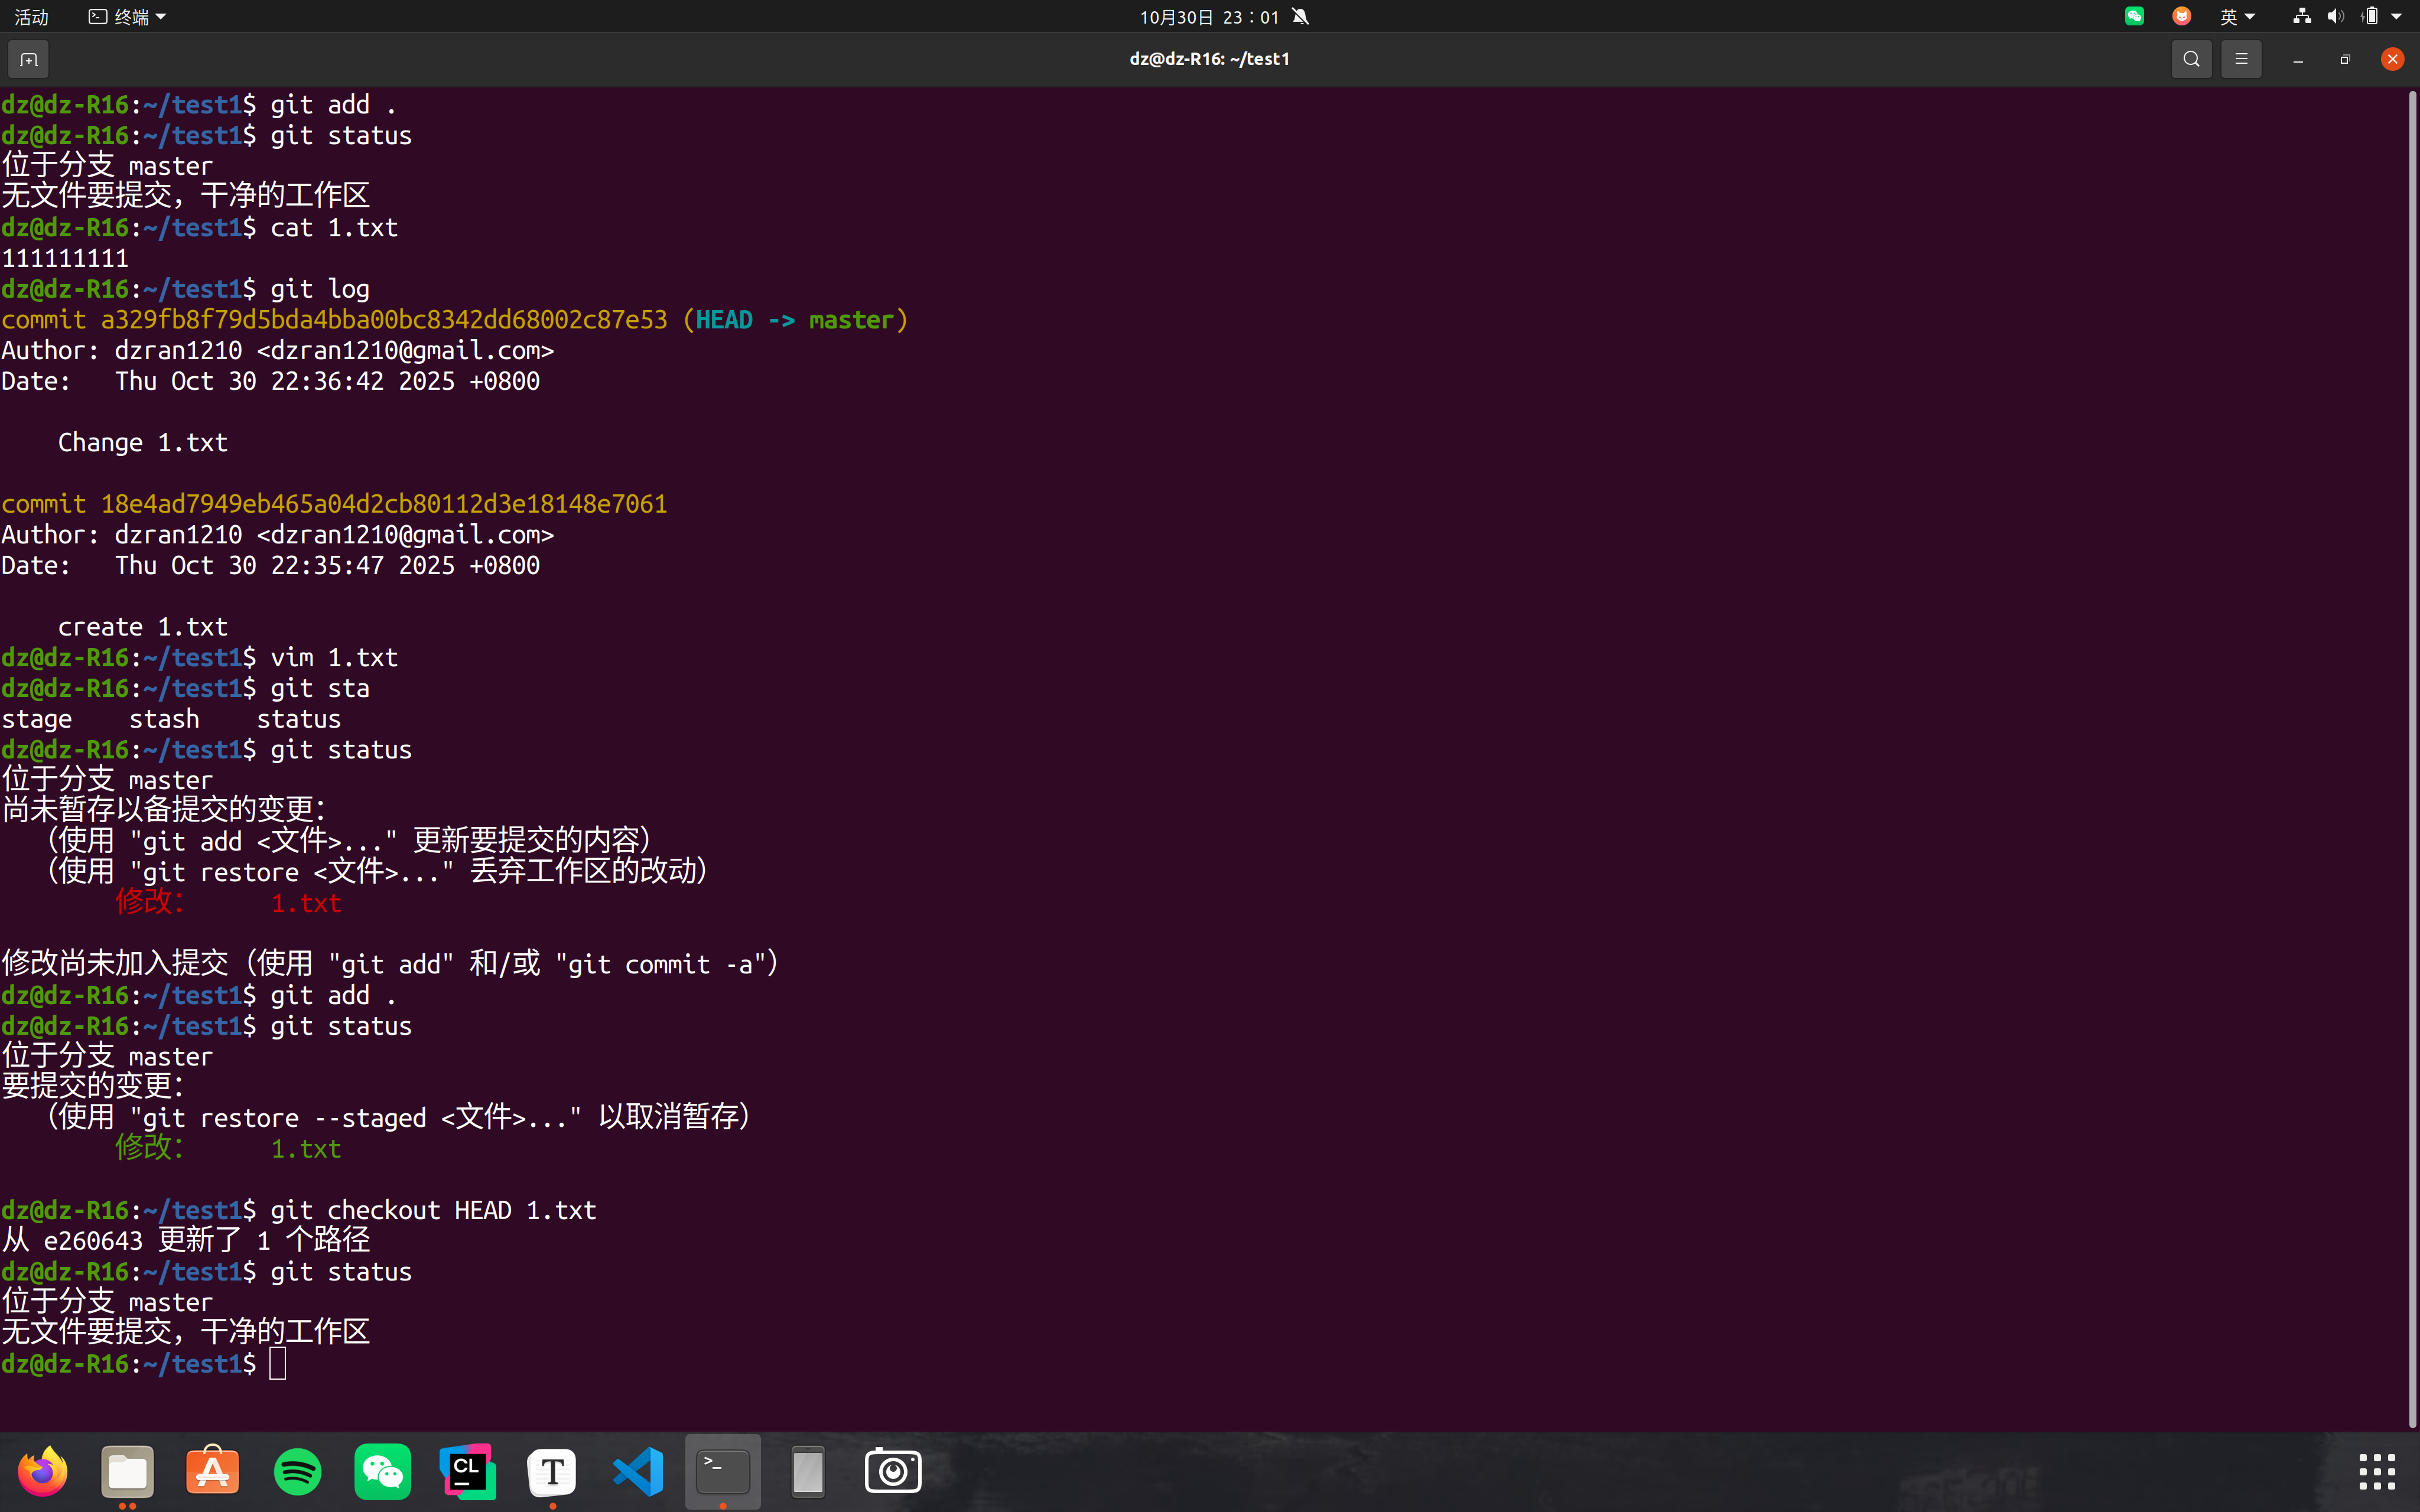 活动 终端 10月30日 23：01 英
dz@dz-R16: ~/test1
dz@dz-R16:~/test1$ git add .
dz@dz-R16:~/test1$ git status
位于分支 master
无文件要提交，干净的工作区
dz@dz-R16:~/test1$ cat 1.txt
111111111
dz@dz-R16:~/test1$ git log
commit a329fb8f79d5bda4bba00bc8342dd68002c87e53 (HEAD -> master)
Author: dzran1210 <dzran1210@gmail.com>
Date:   Thu Oct 30 22:36:42 2025 +0800
    Change 1.txt
commit 18e4ad7949eb465a04d2cb80112d3e18148e7061
Author: dzran1210 <dzran1210@gmail.com>
Date:   Thu Oct 30 22:35:47 2025 +0800
    create 1.txt
dz@dz-R16:~/test1$ vim 1.txt
dz@dz-R16:~/test1$ git sta
stage    stash    status
dz@dz-R16:~/test1$ git status
位于分支 master
尚未暂存以备提交的变更：
  （使用 "git add <文件>..." 更新要提交的内容）
  （使用 "git restore <文件>..." 丢弃工作区的改动）
        修改：     1.txt
修改尚未加入提交（使用 "git add" 和/或 "git commit -a"）
dz@dz-R16:~/test1$ git add .
dz@dz-R16:~/test1$ git status
位于分支 master
要提交的变更：
  （使用 "git restore --staged <文件>..." 以取消暂存）
        修改：     1.txt
dz@dz-R16:~/test1$ git checkout HEAD 1.txt
从 e260643 更新了 1 个路径
dz@dz-R16:~/test1$ git status
位于分支 master
无文件要提交，干净的工作区
dz@dz-R16:~/test1$
CL T >_